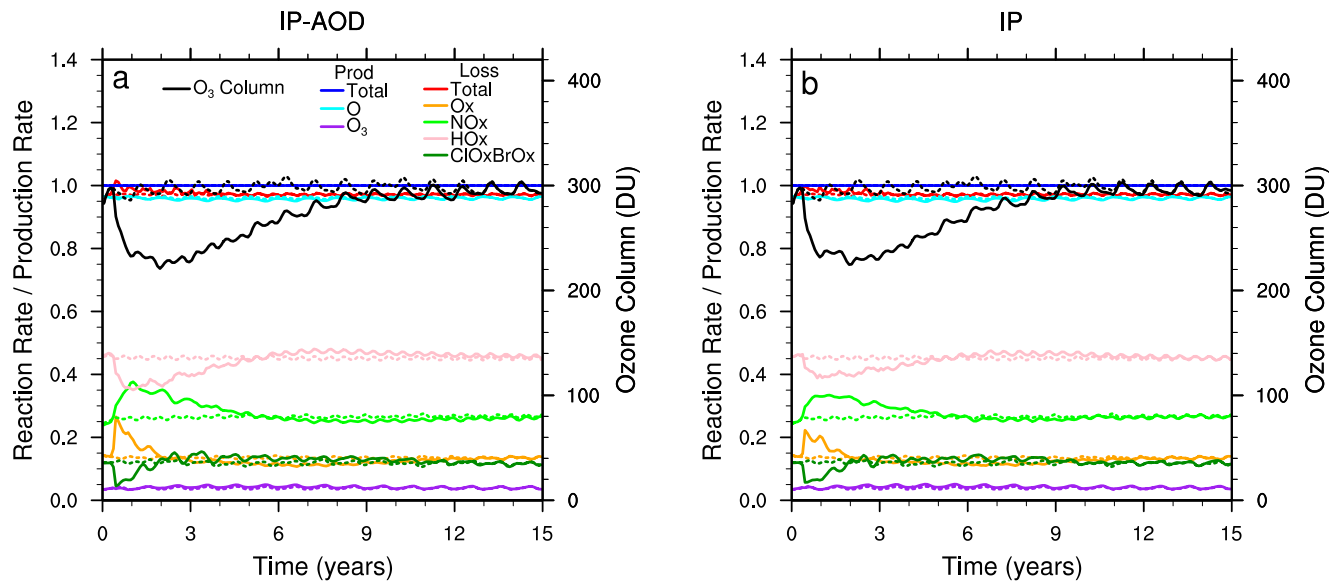 IP-AOD
a
O₃ Column
Prod
Total
O
O₃
Loss
Total
Ox
NOx
HOx
ClOxBrOx
1.4
1.2
1.0
0.8
0.6
0.4
0.2
0.0
Reaction Rate / Production Rate
400
300
200
100
0
Ozone Column (DU)
0 3 6 9 12 15
Time (years)
IP
b
1.4
1.2
1.0
0.8
0.6
0.4
0.2
0.0
Reaction Rate / Production Rate
400
300
200
100
0
Ozone Column (DU)
0 3 6 9 12 15
Time (years)